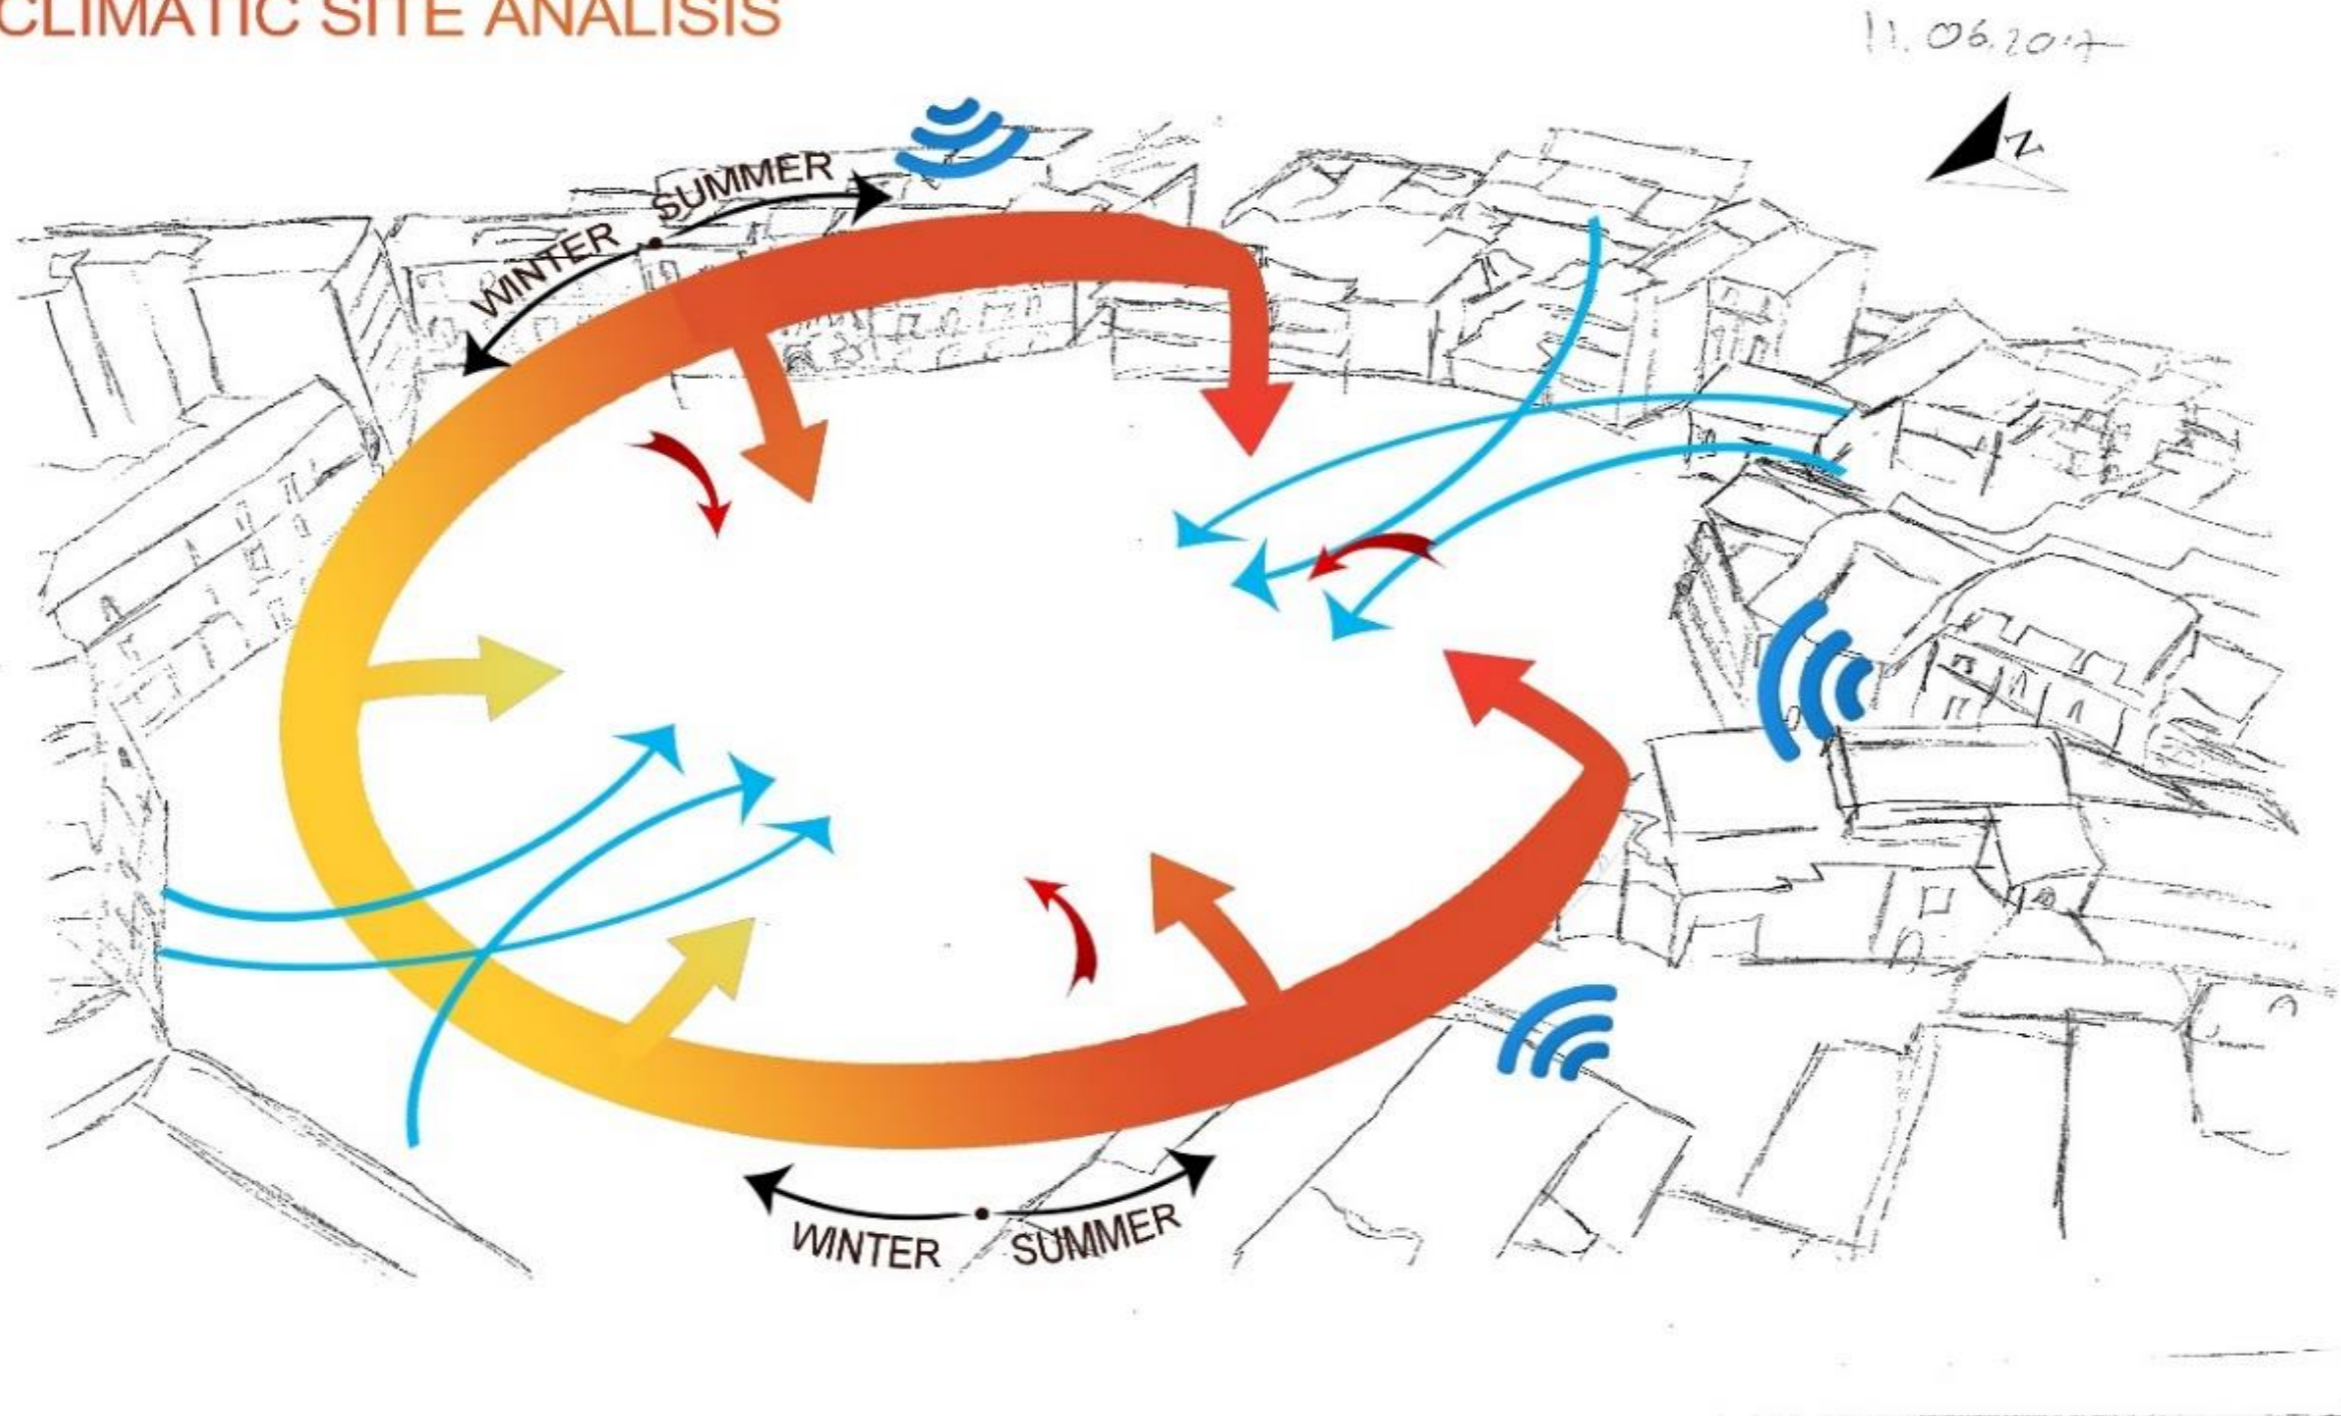 CLIMATIC SITE ANALISIS
11.06.2017
N
SUMMER
WINTER
WINTER
SUMMER